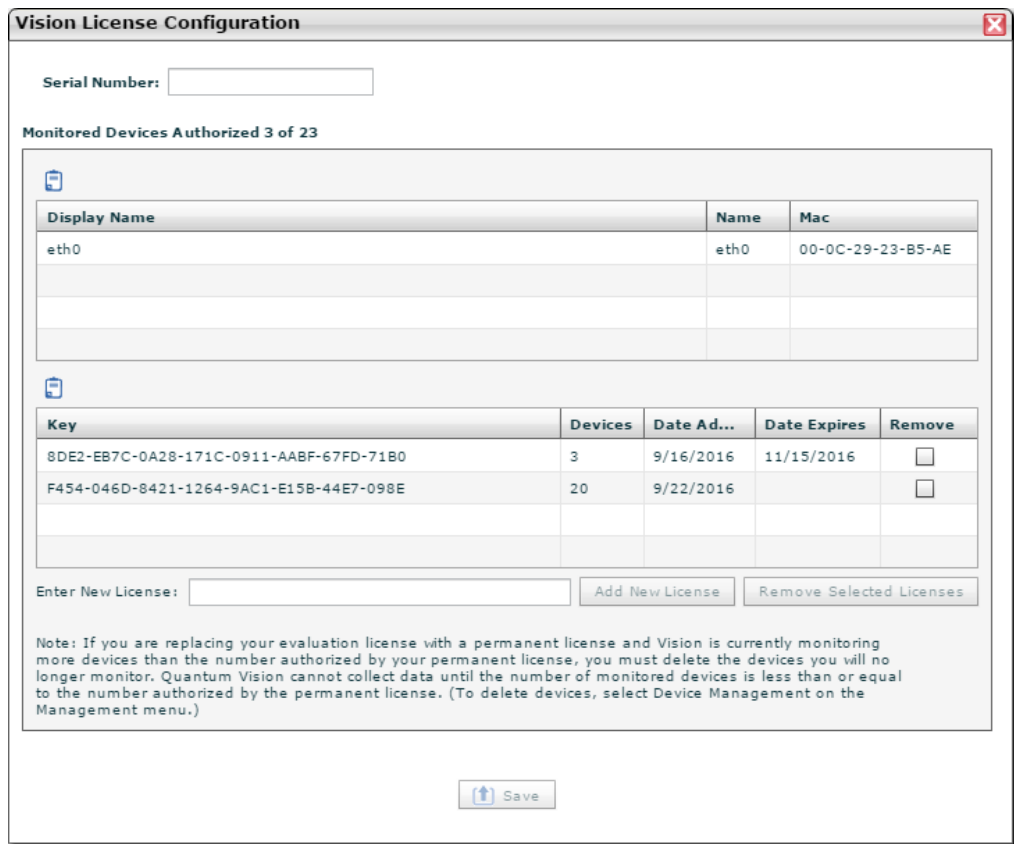 Vision License Configuration
Serial Number:
Monitored Devices Authorized 3 of 23
Display Name Name Mac
eth0 eth0 00-0C-29-23-B5-AE
Key Devices Date Ad... Date Expires Remove
8DE2-EB7C-0A28-171C-0911-AABF-67FD-71B0 3 9/16/2016 11/15/2016
F454-046D-8421-1264-9AC1-E15B-44E7-098E 20 9/22/2016
Enter New License: Add New License Remove Selected Licenses
Note: If you are replacing your evaluation license with a permanent license and Vision is currently monitoring
more devices than the number authorized by your permanent license, you must delete the devices you will no
longer monitor. Quantum Vision cannot collect data until the number of monitored devices is less than or equal
to the number authorized by the permanent license. (To delete devices, select Device Management on the
Management menu.)
Save